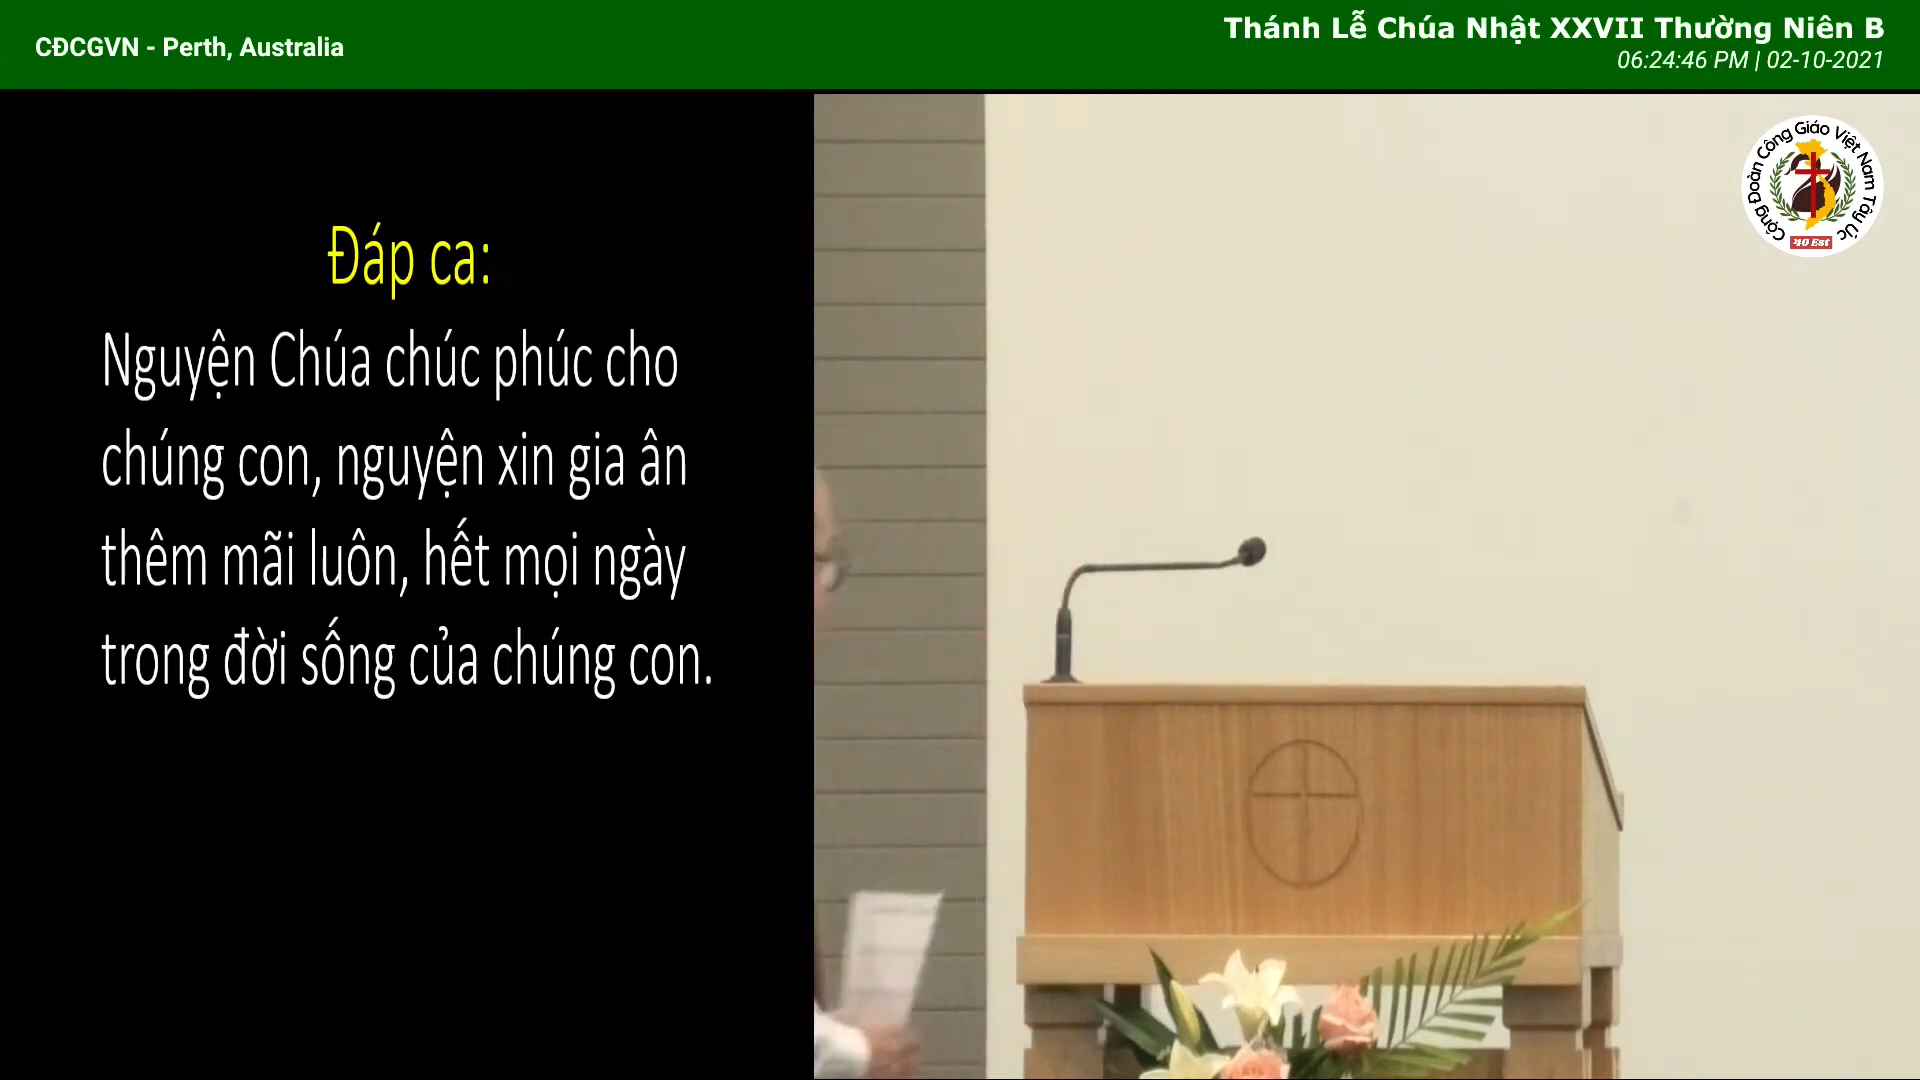 CĐCGVN - Perth, Australia
Thánh Lễ Chúa Nhật XXVII Thường Niên B
06:24:46 PM | 02-10-2021
Cộng Đoàn Công Giáo Việt Nam Tây Úc
40 Est
Đáp ca:
Nguyện Chúa chúc phúc cho
chúng con, nguyện xin gia ân
thêm mãi luôn, hết mọi ngày
trong đời sống của chúng con.